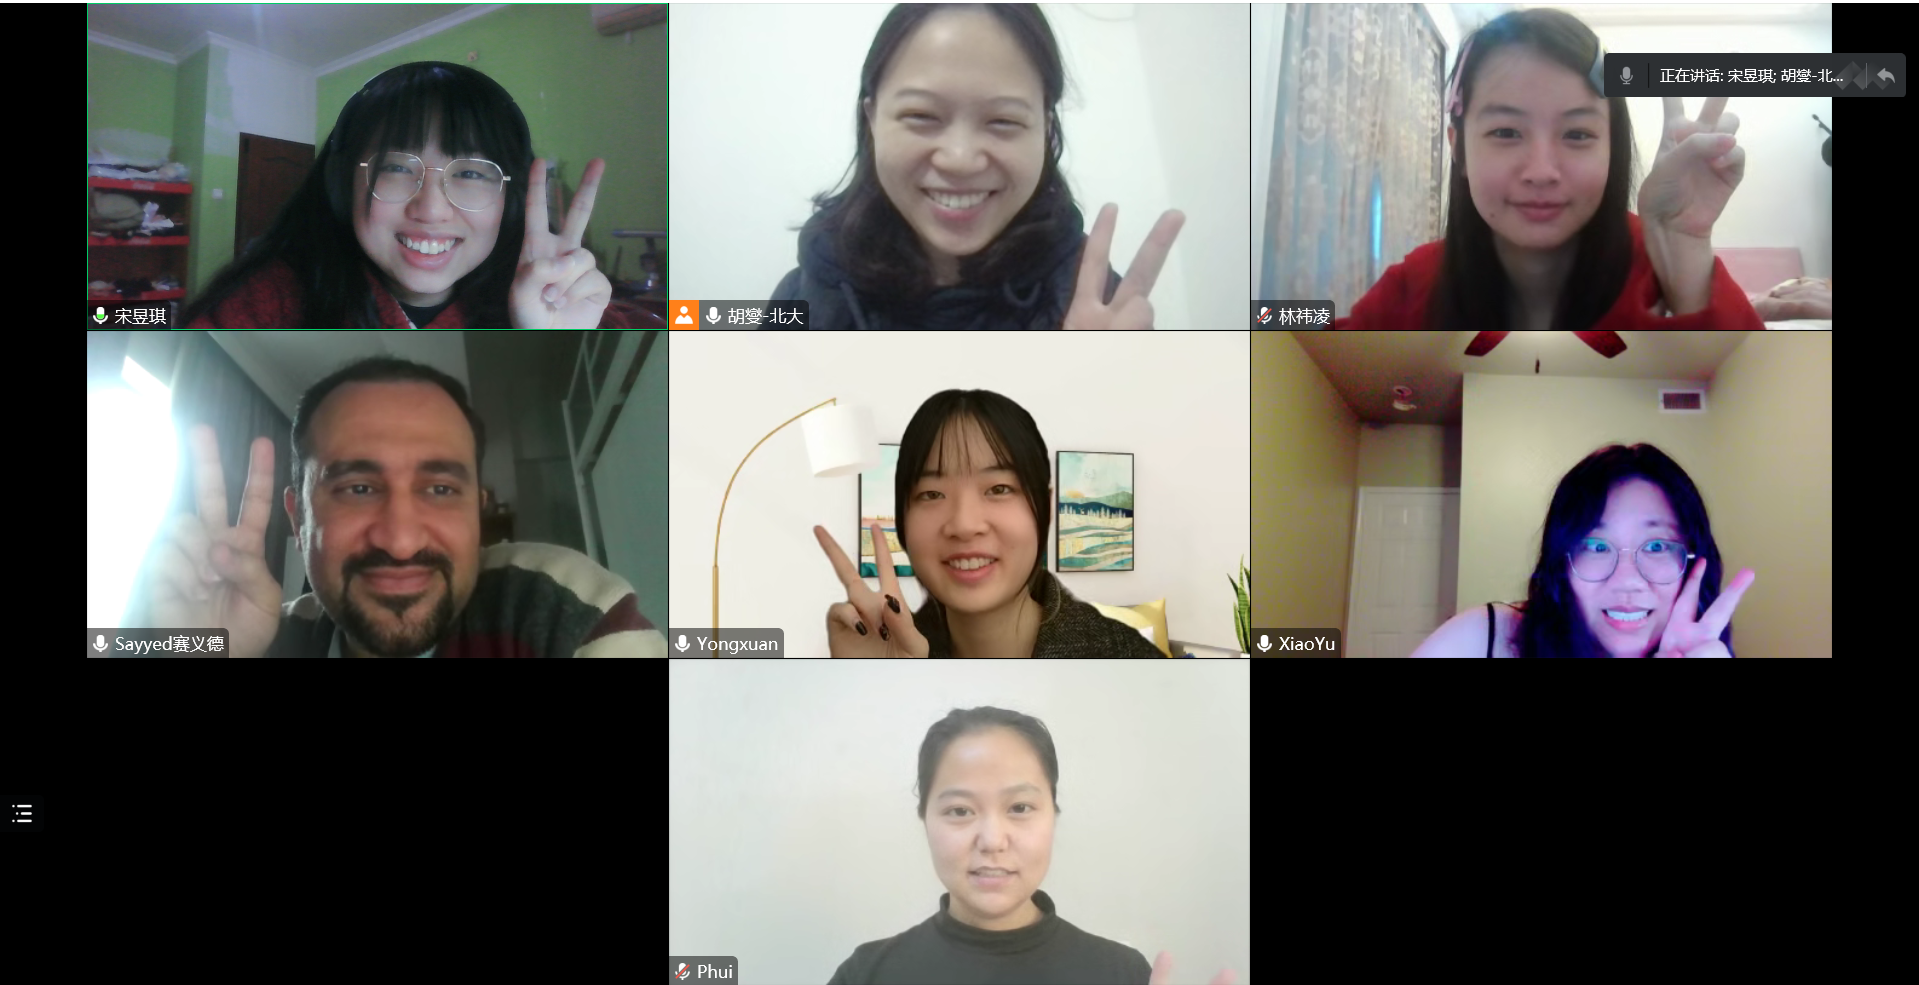 正在讲话: 宋昱琪; 胡燮-北...
宋昱琪
胡燮-北大
林祎凌
Sayyed赛义德
Yongxuan
XiaoYu
Phui